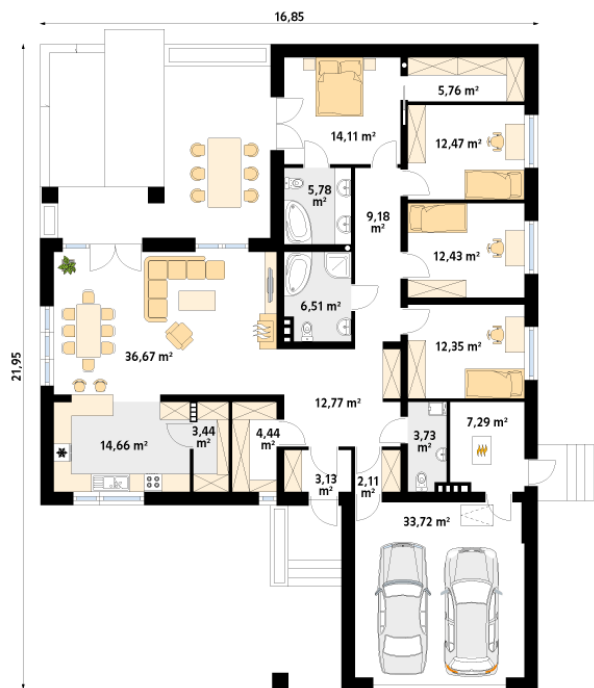 16,85
5,76 m²
14,11 m²
12,47 m²
5,78
m²
9,18
m²
12,43 m²
6,51 m²
21,95
36,67 m²
12,35 m²
12,77 m²
14,66 m²
3,44
m²
4,44
m²
3,73
m²
7,29 m²
3,13
m²
2,11
m²
33,72 m²